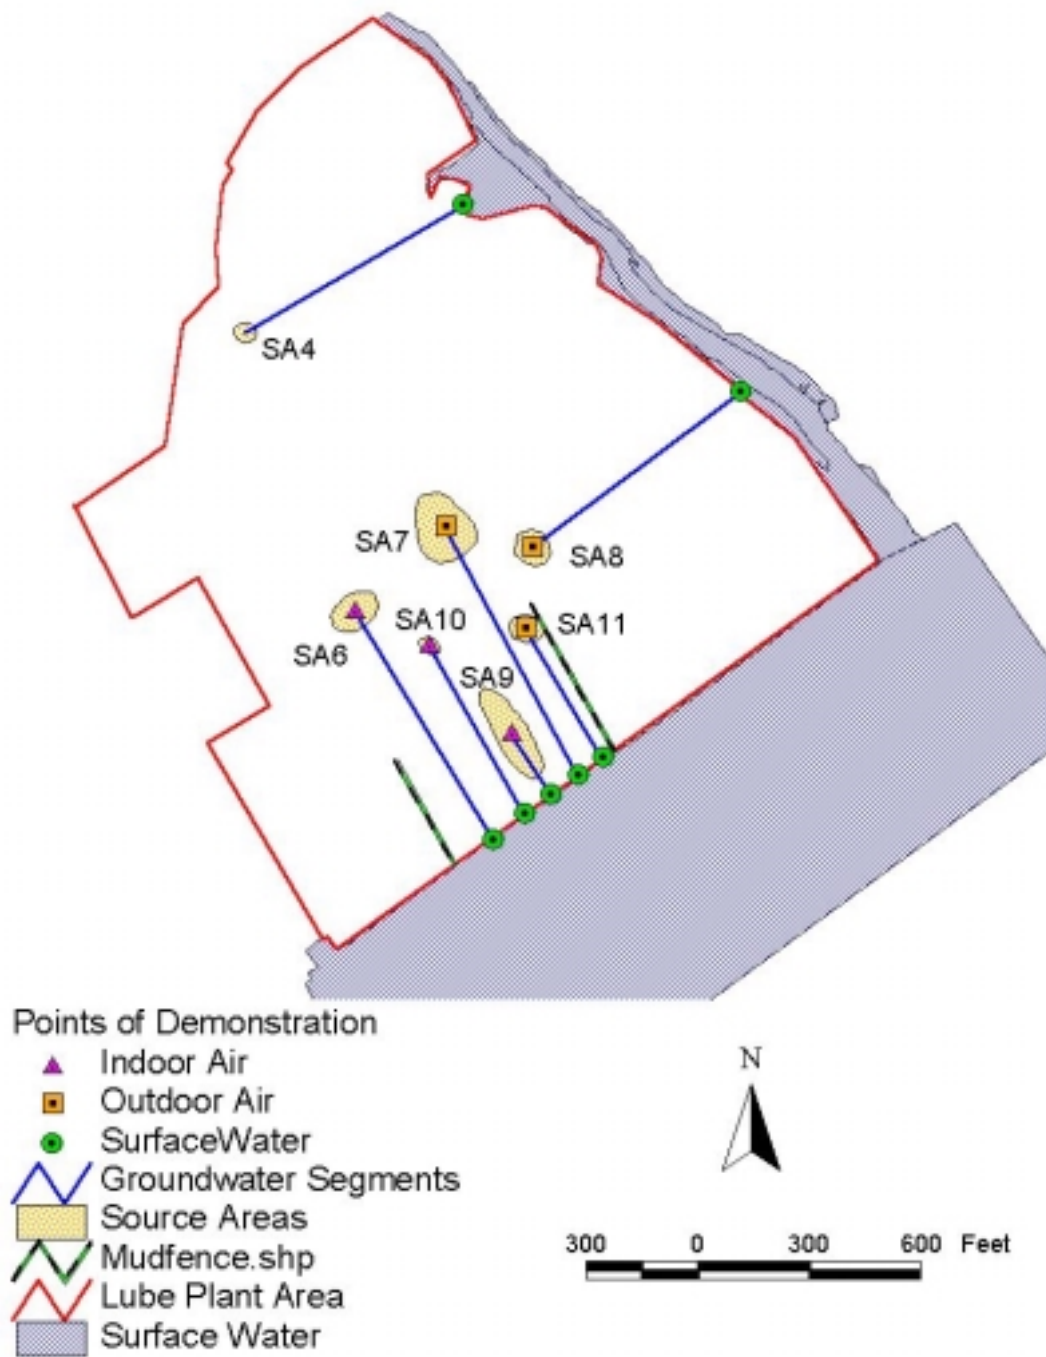 SA4
SA7
SA8
SA10
SA11
SA6
SA9
Points of Demonstration
Indoor Air
Outdoor Air
SurfaceWater
Groundwater Segments
Source Areas
Mudfence.shp
Lube Plant Area
Surface Water
N
300 0 300 600 Feet